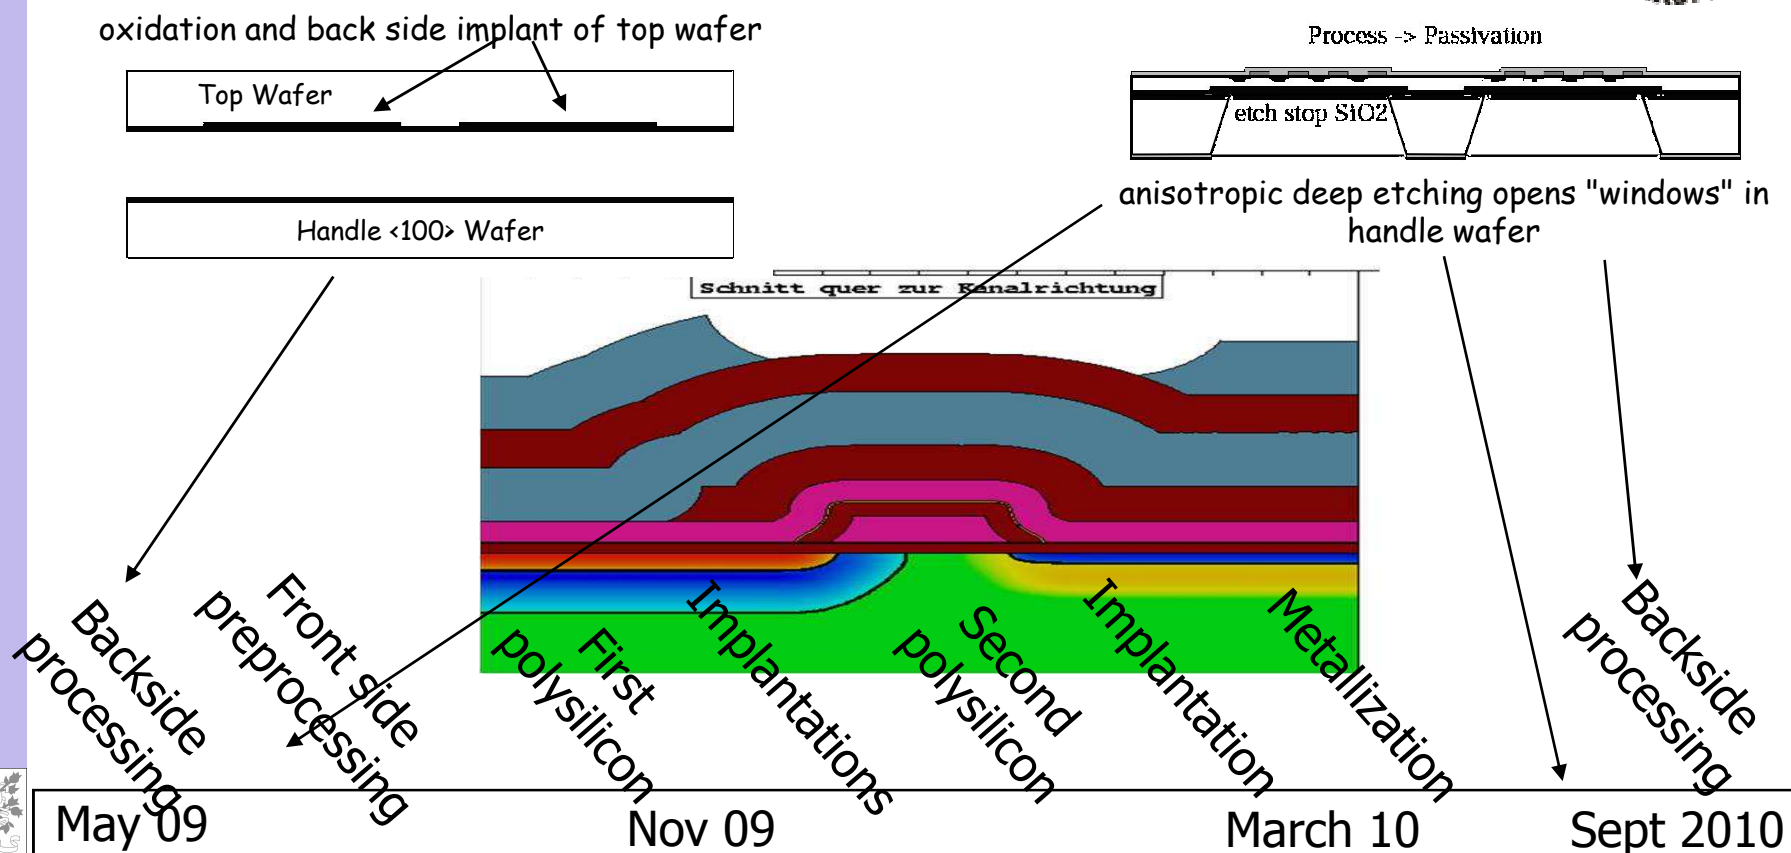 oxidation and back side implant of top wafer
Top Wafer
Handle <100> Wafer
Process -> Passivation
etch stop SiO2
anisotropic deep etching opens "windows" in
handle wafer
Schnitt quer zur Kanalrichtung
Backside
processing
Front side
preprocessing
First
polysilicon
Implantations
Second
polysilicon
Implantation
Metallization
Backside
processing
May 09
Nov 09
March 10
Sept 2010